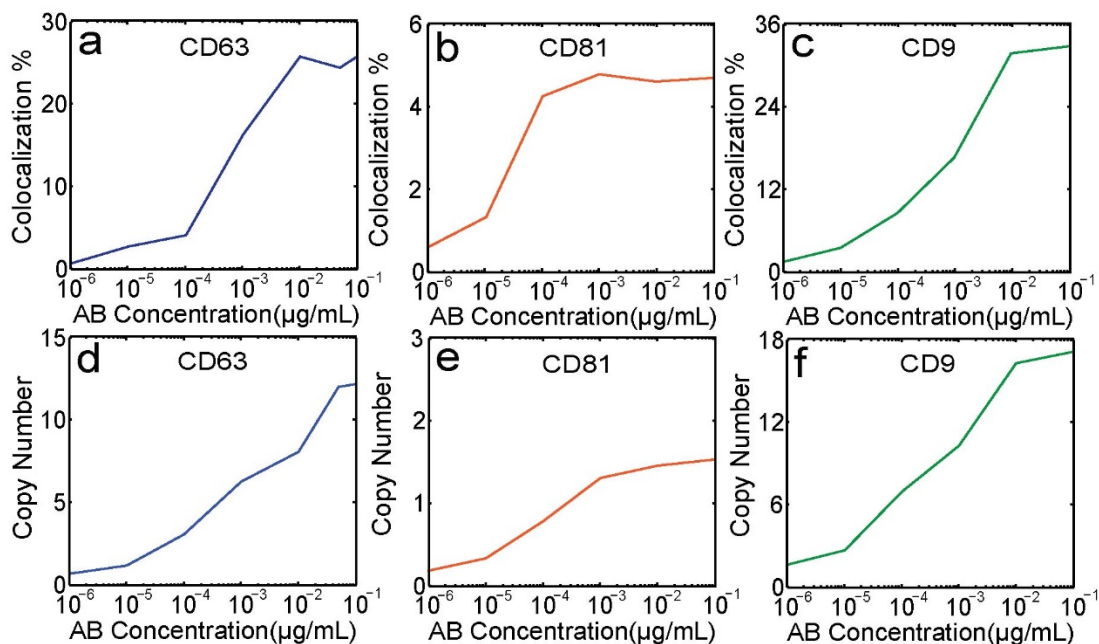 a
CD63
Colocalization %
30
20
10
0
10⁻⁶ 10⁻⁵ 10⁻⁴ 10⁻³ 10⁻² 10⁻¹
AB Concentration(µg/mL)
b
CD81
Colocalization %
6
4
2
0
10⁻⁶ 10⁻⁵ 10⁻⁴ 10⁻³ 10⁻² 10⁻¹
AB Concentration(µg/mL)
c
CD9
Colocalization %
36
24
12
0
10⁻⁶ 10⁻⁵ 10⁻⁴ 10⁻³ 10⁻² 10⁻¹
AB Concentration(µg/mL)
d
CD63
Copy Number
15
10
5
0
10⁻⁶ 10⁻⁵ 10⁻⁴ 10⁻³ 10⁻² 10⁻¹
AB Concentration(µg/mL)
e
CD81
Copy Number
3
2
1
0
10⁻⁶ 10⁻⁵ 10⁻⁴ 10⁻³ 10⁻² 10⁻¹
AB Concentration(µg/mL)
f
CD9
Copy Number
18
12
6
0
10⁻⁶ 10⁻⁵ 10⁻⁴ 10⁻³ 10⁻² 10⁻¹
AB Concentration(µg/mL)